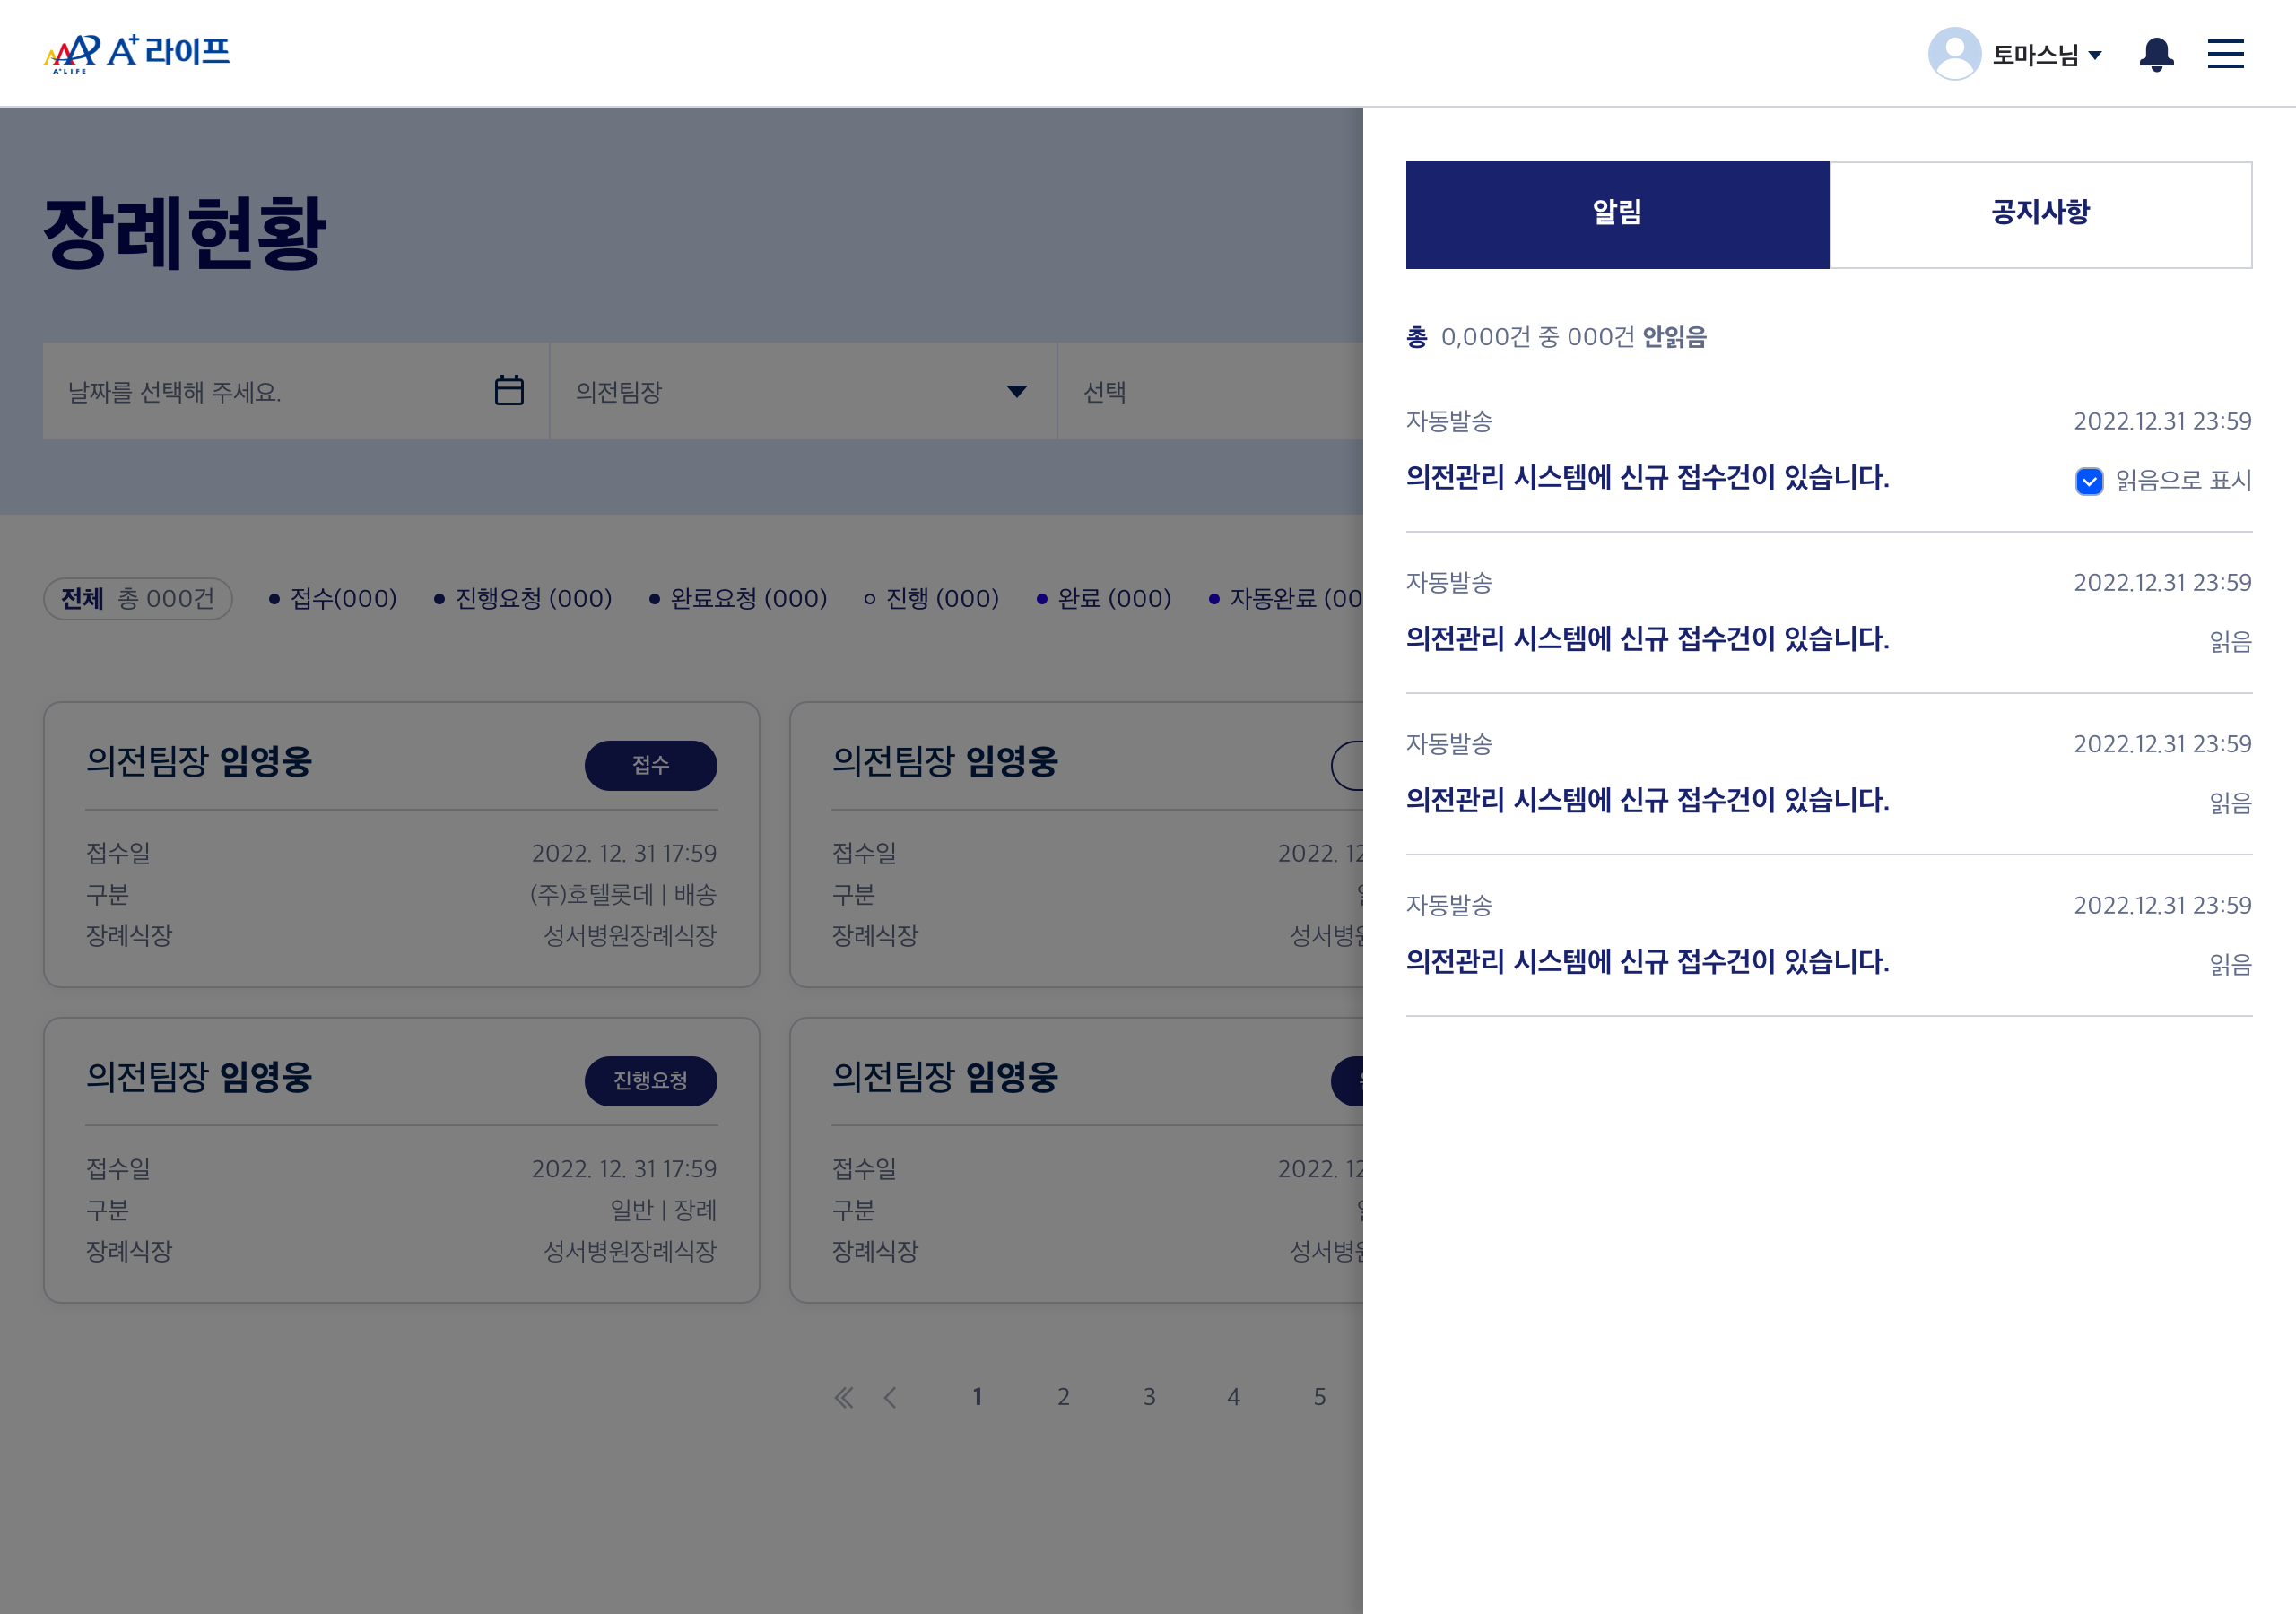 A+LIFE A+ 라이프
토마스님
장례현황
날짜를 선택해 주세요.
의전팀장
선택
전체 총 000건
접수(000)
진행요청 (000)
완료요청 (000)
진행 (000)
완료 (000)
자동완료 (00
의전팀장 임영웅
접수
접수일 2022. 12. 31 17:59
구분 (주)호텔롯데 | 배송
장례식장 성서병원장례식장
의전팀장 임영웅
접수일 2022. 12
구분
장례식장 성서병
의전팀장 임영웅
진행요청
접수일 2022. 12. 31 17:59
구분 일반 | 장례
장례식장 성서병원장례식장
의전팀장 임영웅
접수일 2022. 12
구분
장례식장 성서병
1 2 3 4 5
알림
공지사항
총 0,000건 중 000건 안읽음
자동발송 2022.12.31 23:59
의전관리 시스템에 신규 접수건이 있습니다. 읽음으로 표시
자동발송 2022.12.31 23:59
의전관리 시스템에 신규 접수건이 있습니다. 읽음
자동발송 2022.12.31 23:59
의전관리 시스템에 신규 접수건이 있습니다. 읽음
자동발송 2022.12.31 23:59
의전관리 시스템에 신규 접수건이 있습니다. 읽음